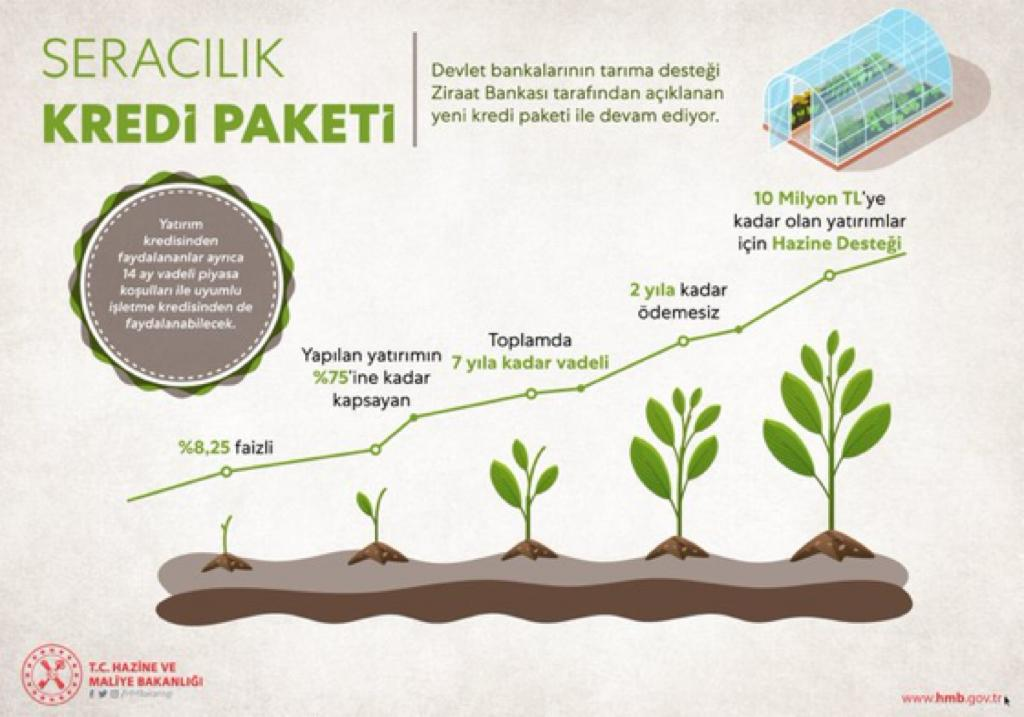 SERACILIK
KREDİ PAKETİ
Devlet bankalarının tarıma desteği
Ziraat Bankası tarafından açıklanan
yeni kredi paketi ile devam ediyor.
Yatırım
kredisinden
faydalananlar ayrıca
14 ay vadeli piyasa
koşulları ile uyumlu
işletme kredisinden de
faydalanabilecek.
%8,25 faizli
Yapılan yatırımın
%75'ine kadar
kapsayan
Toplamda
7 yıla kadar vadeli
2 yıla kadar
ödemesiz
10 Milyon TL'ye
kadar olan yatırımlar
için Hazine Desteği
T.C. HAZİNE VE
MALİYE BAKANLIĞI
/HMBakanligi
www.hmb.gov.tr